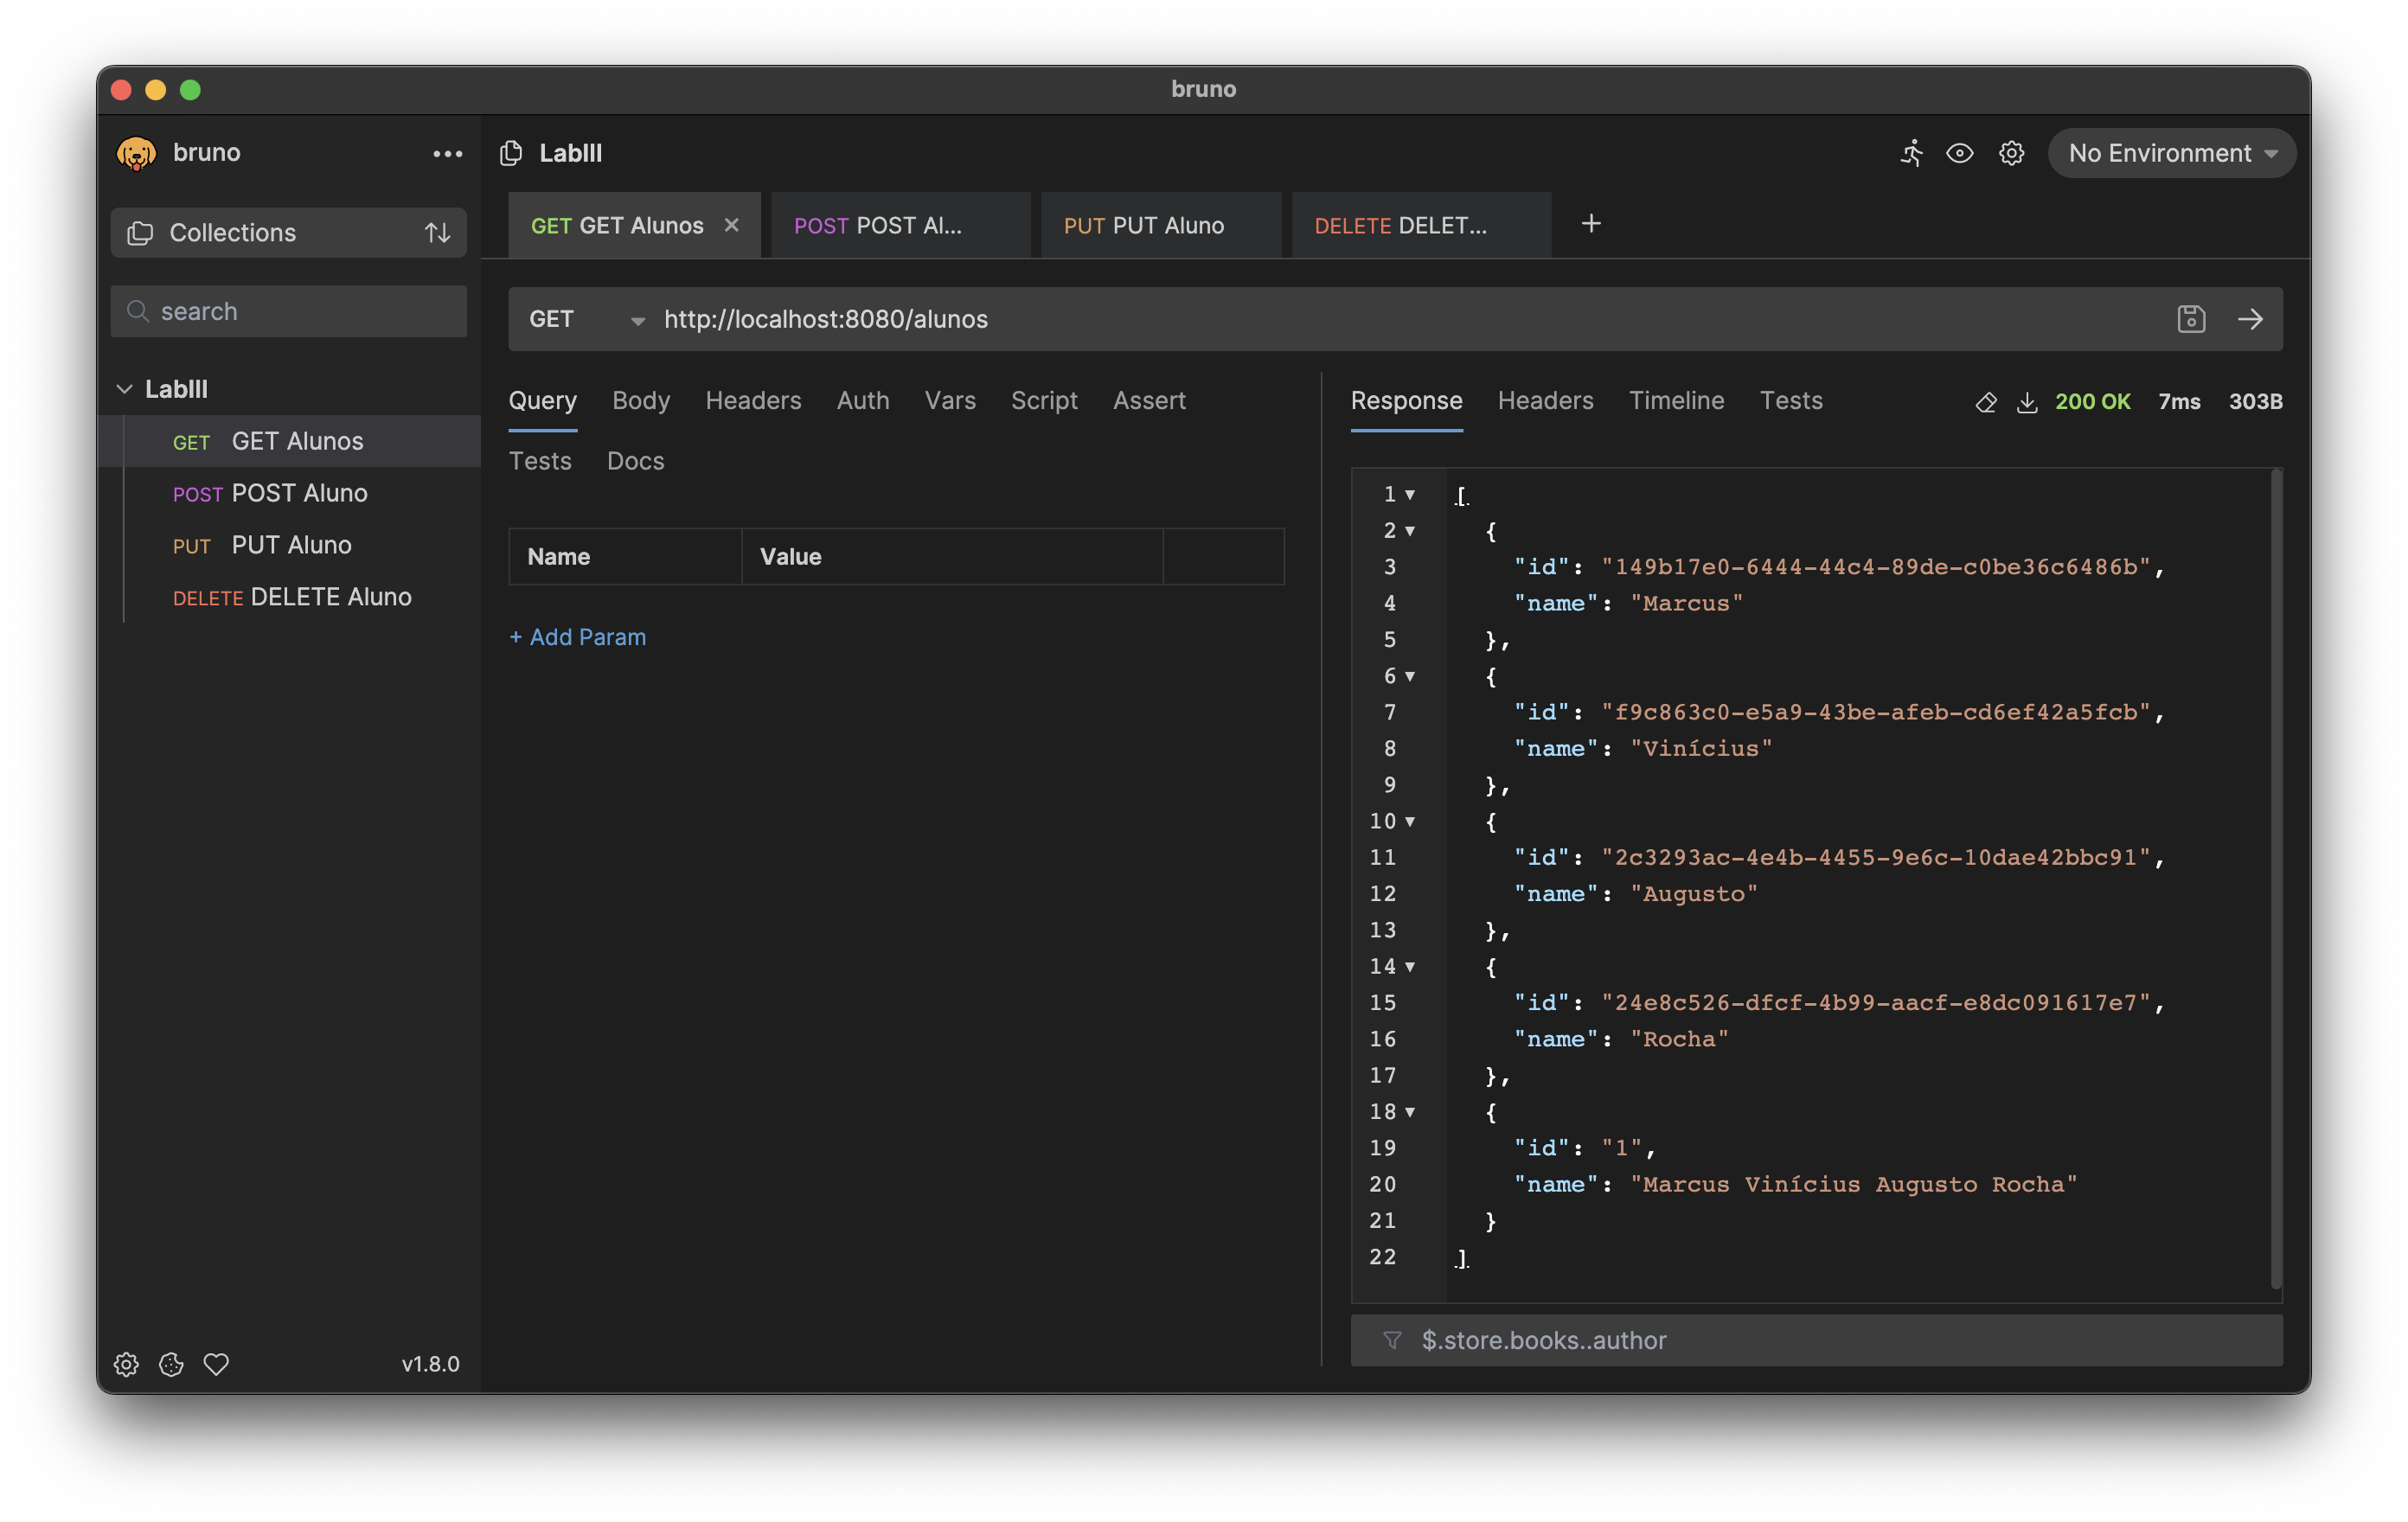 bruno
bruno
Collections
search
LabIII
GET GET Alunos
POST POST Aluno
PUT PUT Aluno
DELETE DELETE Aluno
v1.8.0
LabIII
No Environment
GET GET Alunos
POST POST Al...
PUT PUT Aluno
DELETE DELET...
GET http://localhost:8080/alunos
Query Body Headers Auth Vars Script Assert
Tests Docs
Name Value
+ Add Param
Response Headers Timeline Tests 200 OK 7ms 303B
1 [
2 {
3 "id": "149b17e0-6444-44c4-89de-c0be36c6486b",
4 "name": "Marcus"
5 },
6 {
7 "id": "f9c863c0-e5a9-43be-afeb-cd6ef42a5fcb",
8 "name": "Vinícius"
9 },
10 {
11 "id": "2c3293ac-4e4b-4455-9e6c-10dae42bbc91",
12 "name": "Augusto"
13 },
14 {
15 "id": "24e8c526-dfcf-4b99-aacf-e8dc091617e7",
16 "name": "Rocha"
17 },
18 {
19 "id": "1",
20 "name": "Marcus Vinícius Augusto Rocha"
21 }
22 ]
$.store.books..author